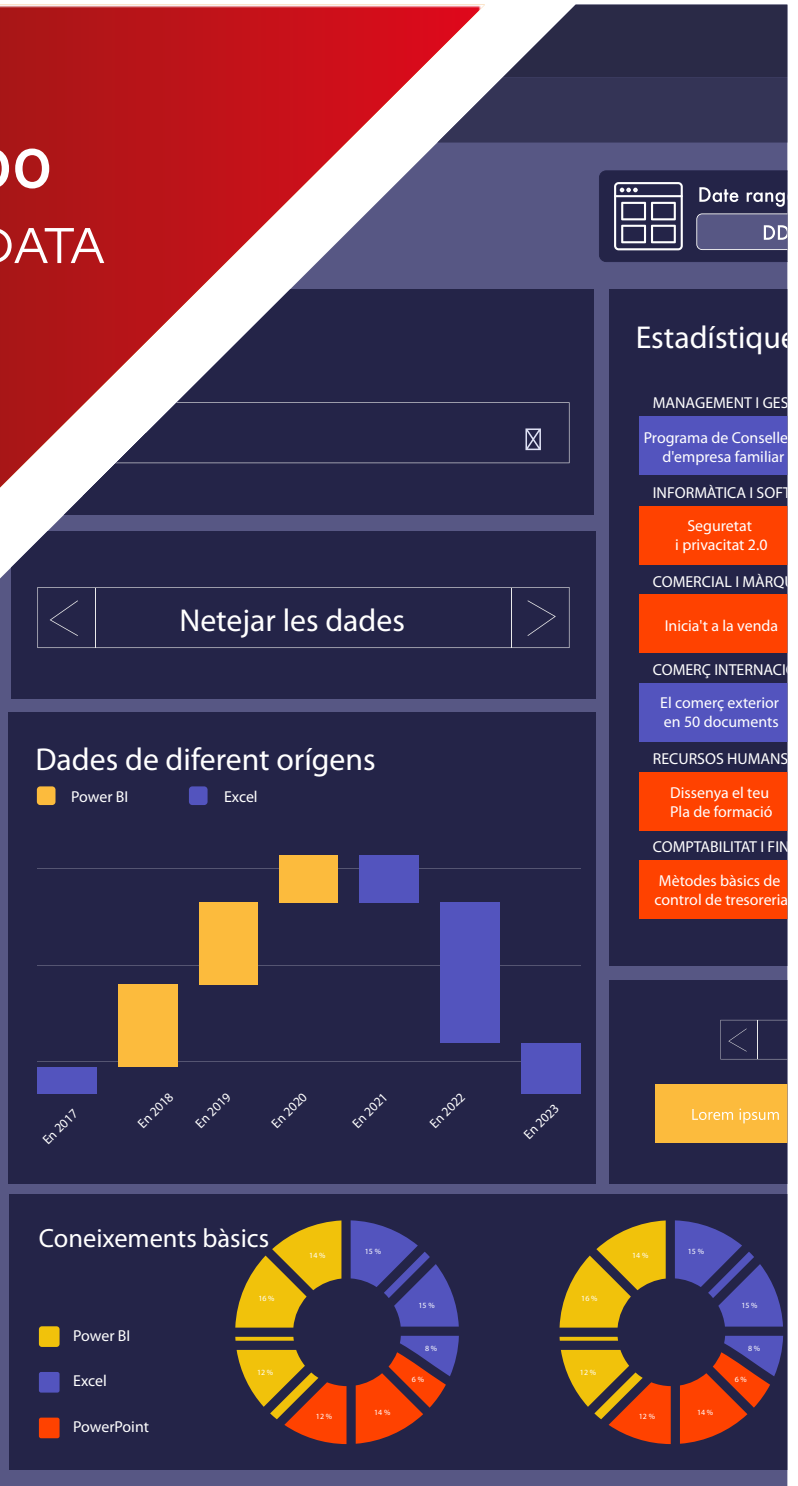 DATA
Date rang
DD
Estadístique
MANAGEMENT I GES
Programa de Conselle
d'empresa familiar
INFORMÀTICA I SOFT
Seguretat
i privacitat 2.0
COMERCIAL I MÀRQU
Inicia't a la venda
COMERÇ INTERNACI
El comerç exterior
en 50 documents
RECURSOS HUMANS
Dissenya el teu
Pla de formació
COMPTABILITAT I FIN
Mètodes bàsics de
control de tresoreria
Netejar les dades
Dades de diferent orígens
Power BI
Excel
En 2017
En 2018
En 2019
En 2020
En 2021
En 2022
En 2023
Lorem ipsum
Coneixements bàsics
Power BI
Excel
PowerPoint
14 %
15 %
16 %
15 %
8 %
12 %
6 %
12 %
14 %
14 %
15 %
16 %
15 %
8 %
12 %
6 %
12 %
14 %